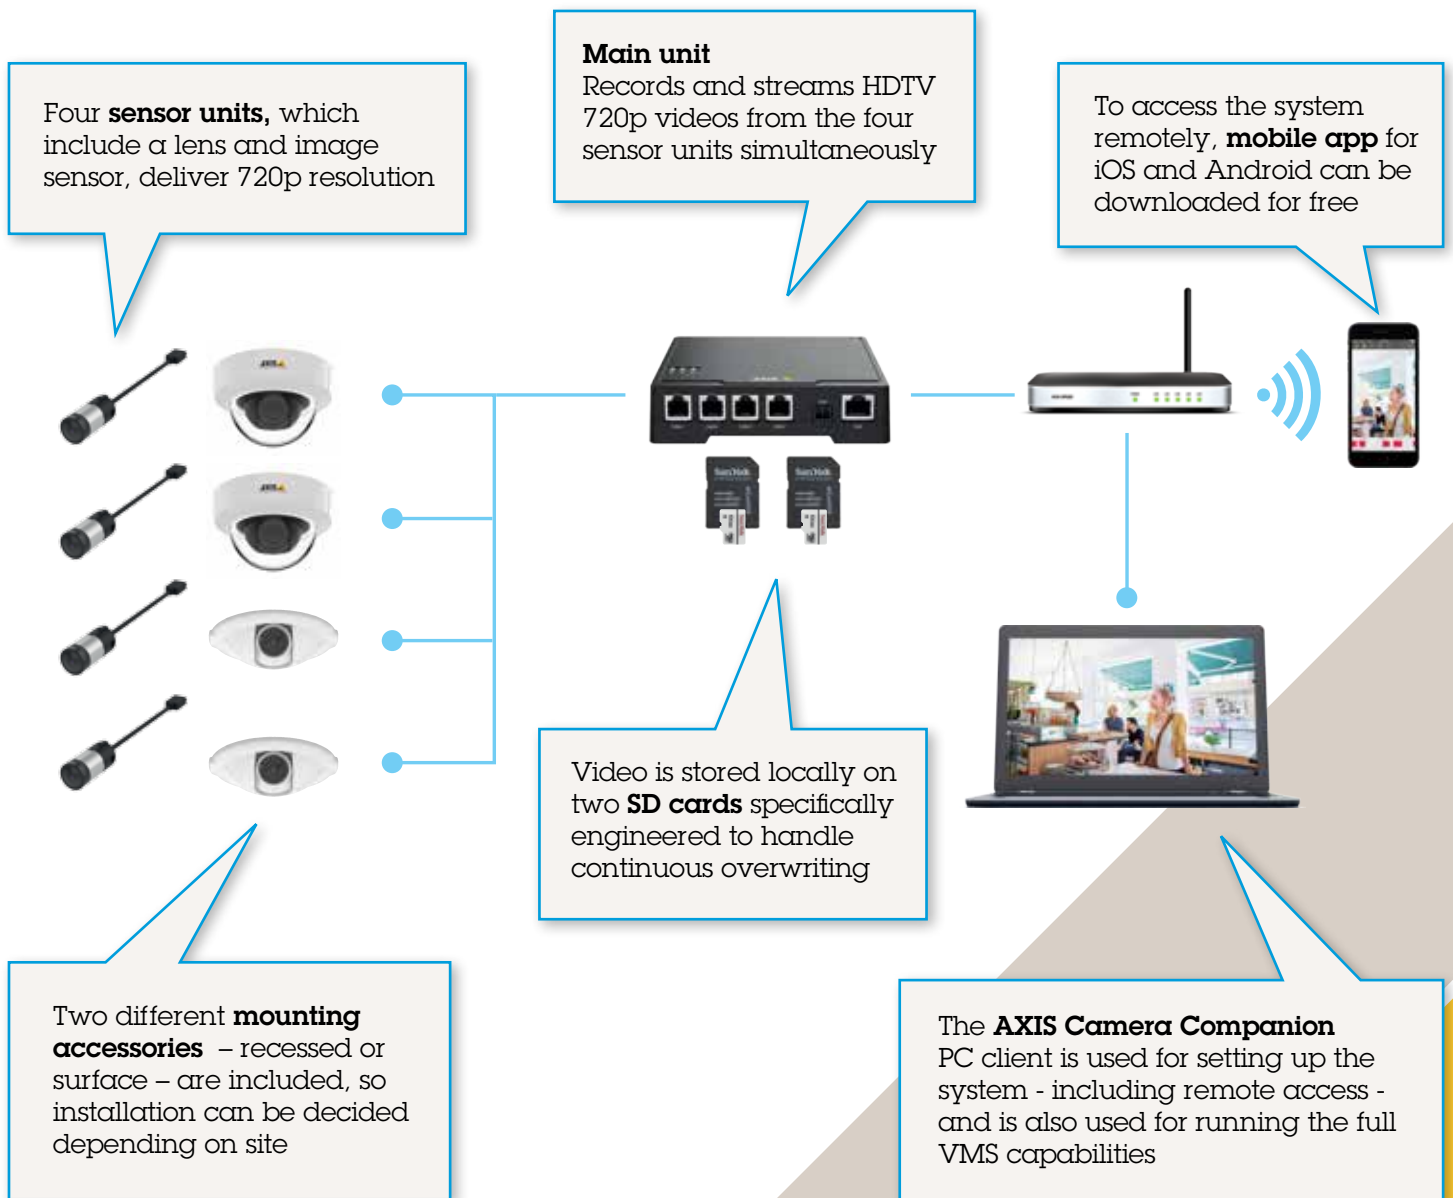 Four sensor units, which
include a lens and image
sensor, deliver 720p resolution
Main unit
Records and streams HDTV
720p videos from the four
sensor units simultaneously
To access the system
remotely, mobile app for
iOS and Android can be
downloaded for free
Video is stored locally on
two SD cards specifically
engineered to handle
continuous overwriting
Two different mounting
accessories – recessed or
surface – are included, so
installation can be decided
depending on site
The AXIS Camera Companion
PC client is used for setting up the
system - including remote access -
and is also used for running the full
VMS capabilities